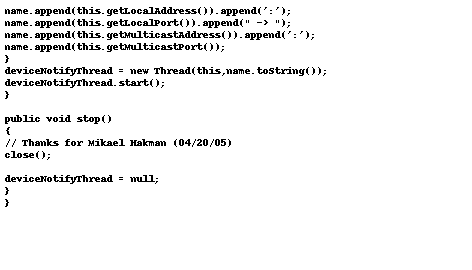 name.append(this.getLocalAddress()).append(':');
name.append(this.getLocalPort()).append(" -> ");
name.append(this.getMulticastAddress()).append(':');
name.append(this.getMulticastPort());
}
deviceNotifyThread = new Thread(this,name.toString());
deviceNotifyThread.start();
}
public void stop()
{
// Thanks for Mikael Hakman (04/20/05)
close();
deviceNotifyThread = null;
}
}